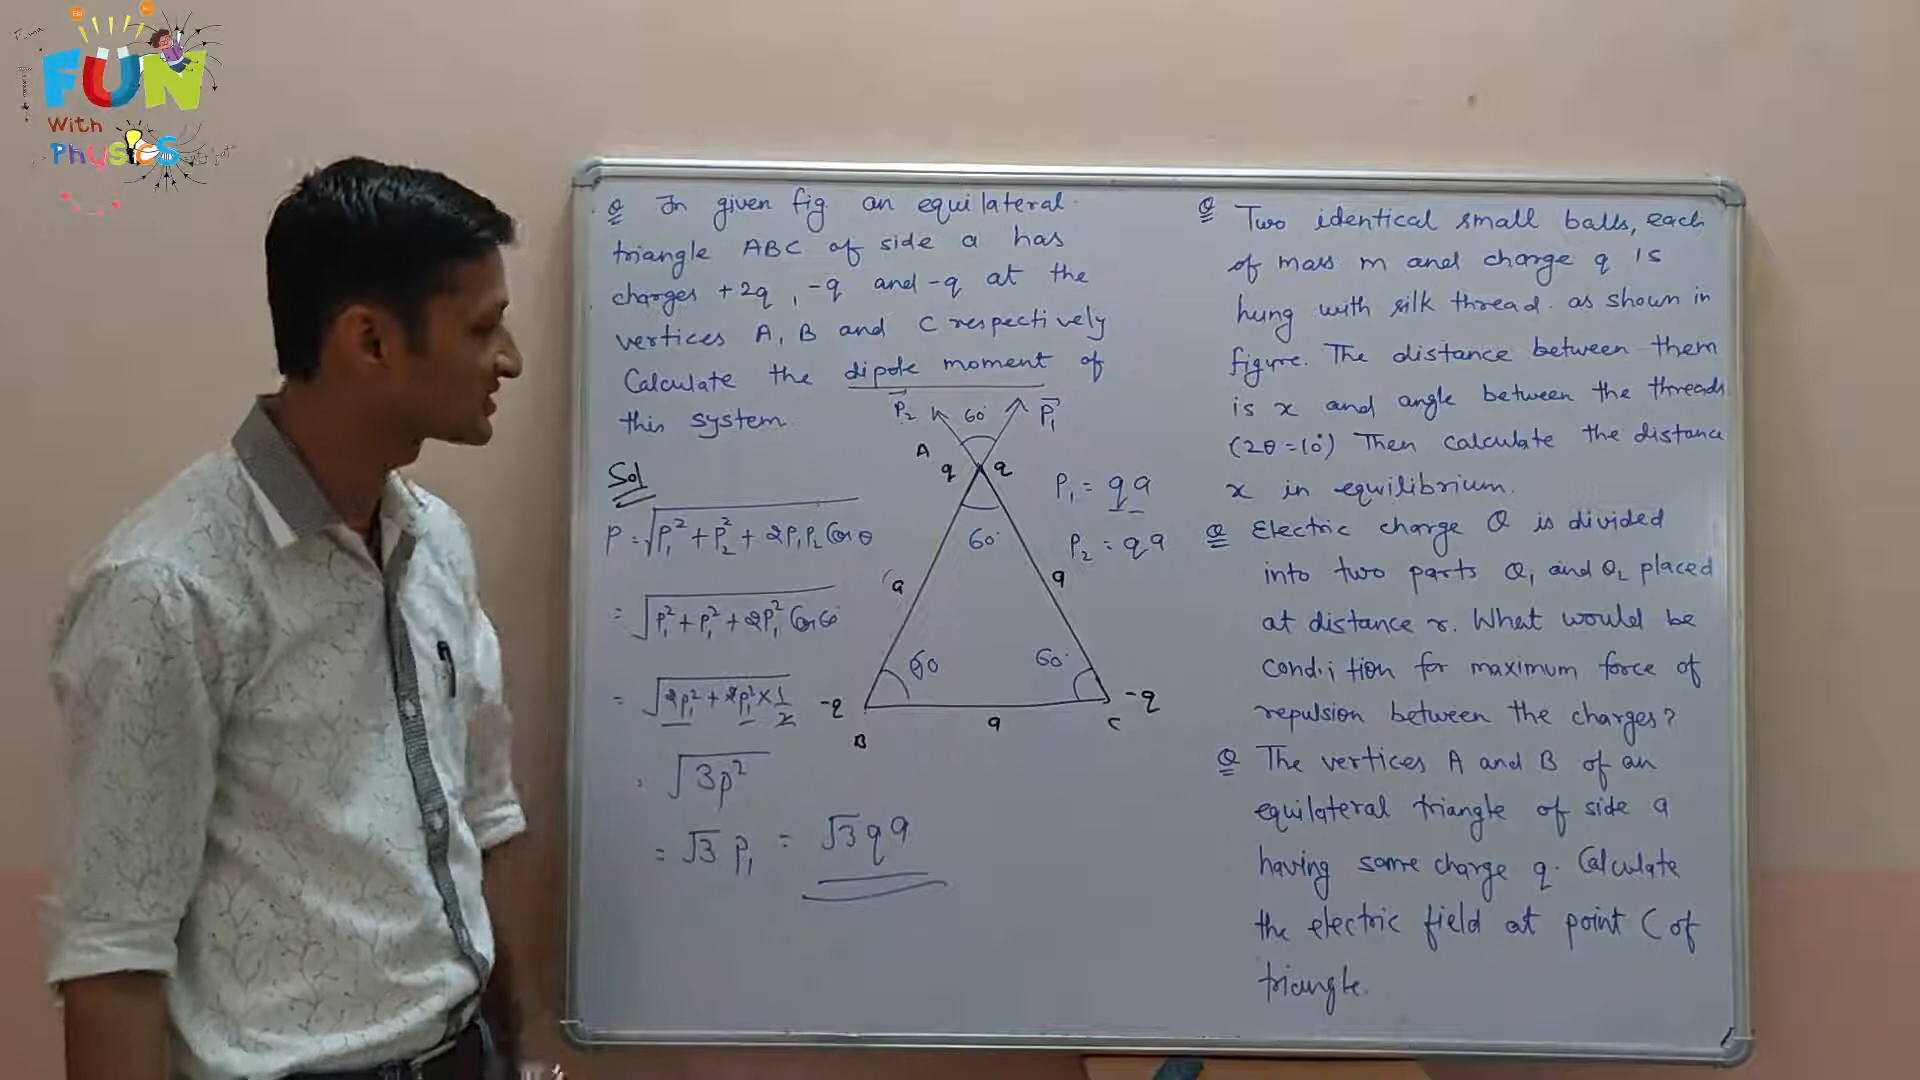 FUN
With
Physics
Q In given fig. an equilateral
triangle ABC of side a has
charges +2q, -q and -q at the
vertices A, B and C respectively
Calculate the dipole moment of
this system
Sol
P = √P₁² + P₂² + 2P₁P₂ Cos θ
= √P₁² + P₁² + 2P₁² Cos 60°
= √2P₁² + 2P₁² × 1/2
= √3P²
= √3 P₁ = √3 q a
P₂ 60° P₁
A
q q
60°
a a
60 60°
-q -q
B a C
P₁ = q a
P₂ = q a
Q Two identical small balls, each
of mass m and charge q is
hung with silk thread. as shown in
figure. The distance between them
is x and angle between the threads
(2θ = 10°) Then calculate the distance
x in equilibrium.
Q Electric charge Q is divided
into two parts Q₁ and Q₂ placed
at distance r. What would be
condition for maximum force of
repulsion between the charges?
Q The vertices A and B of an
equilateral triangle of side a
having same charge q. Calculate
the electric field at point C of
triangle.